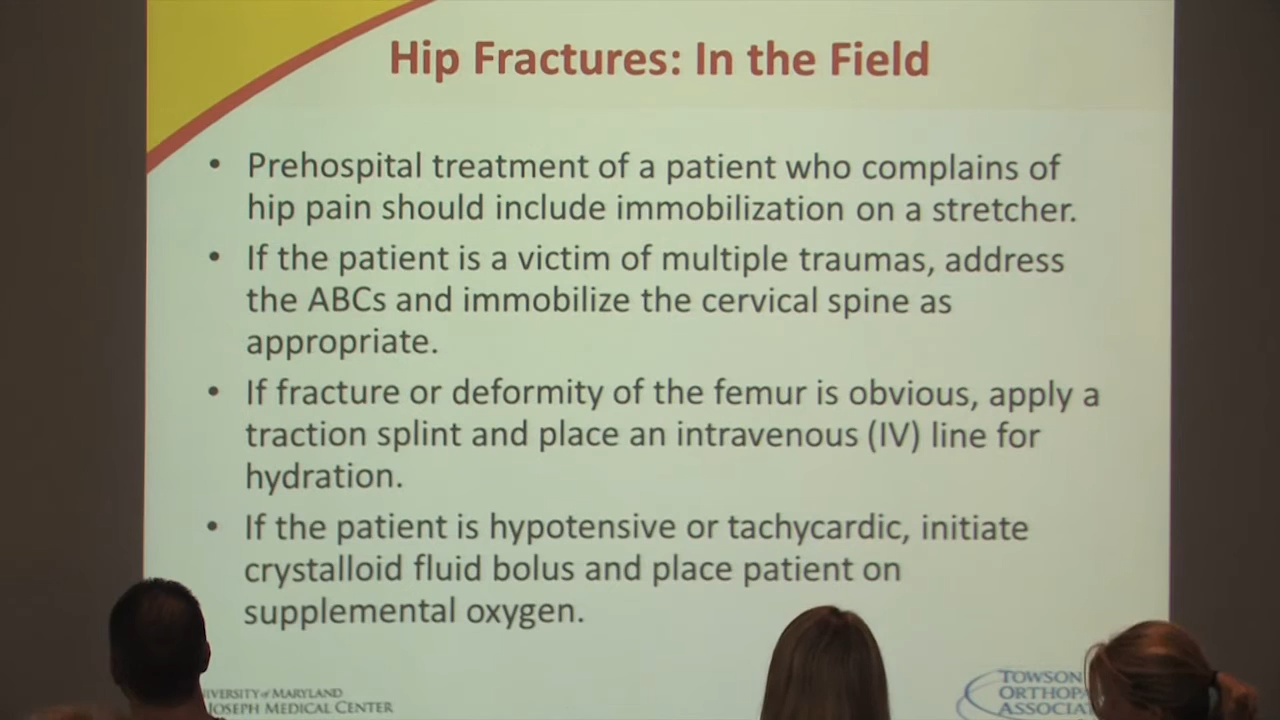 Hip Fractures: In the Field
• Prehospital treatment of a patient who complains of
hip pain should include immobilization on a stretcher.
• If the patient is a victim of multiple traumas, address
the ABCs and immobilize the cervical spine as
appropriate.
• If fracture or deformity of the femur is obvious, apply a
traction splint and place an intravenous (IV) line for
hydration.
• If the patient is hypotensive or tachycardic, initiate
crystalloid fluid bolus and place patient on
supplemental oxygen.
of MARYLAND
JOSEPH MEDICAL CENTER
TOWSON